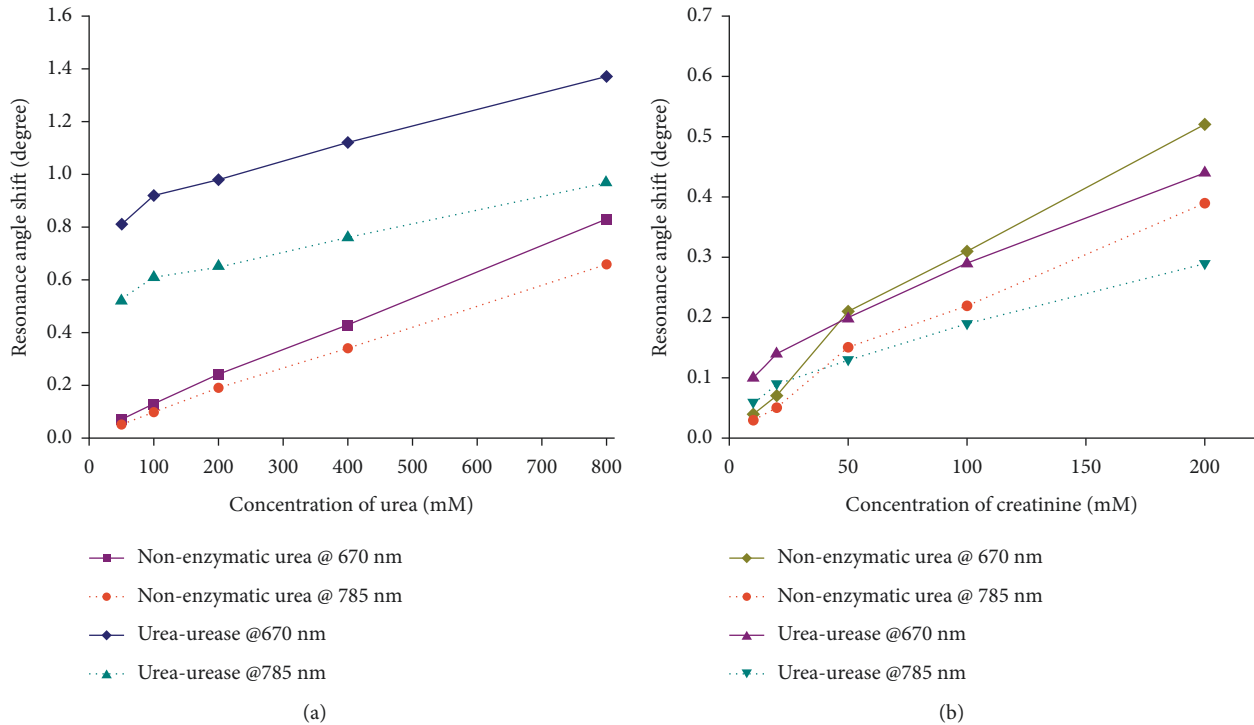 1.6
1.4
1.2
1.0
0.8
0.6
0.4
0.2
0.0
Resonance angle shift (degree)
0 100 200 300 400 500 600 700 800
Concentration of urea (mM)
Non-enzymatic urea @ 670 nm
Non-enzymatic urea @ 785 nm
Urea-urease @670 nm
Urea-urease @785 nm
(a)
0.7
0.6
0.5
0.4
0.3
0.2
0.1
0.0
Resonance angle shift (degree)
0 50 100 150 200
Concentration of creatinine (mM)
Non-enzymatic urea @ 670 nm
Non-enzymatic urea @ 785 nm
Urea-urease @670 nm
Urea-urease @785 nm
(b)